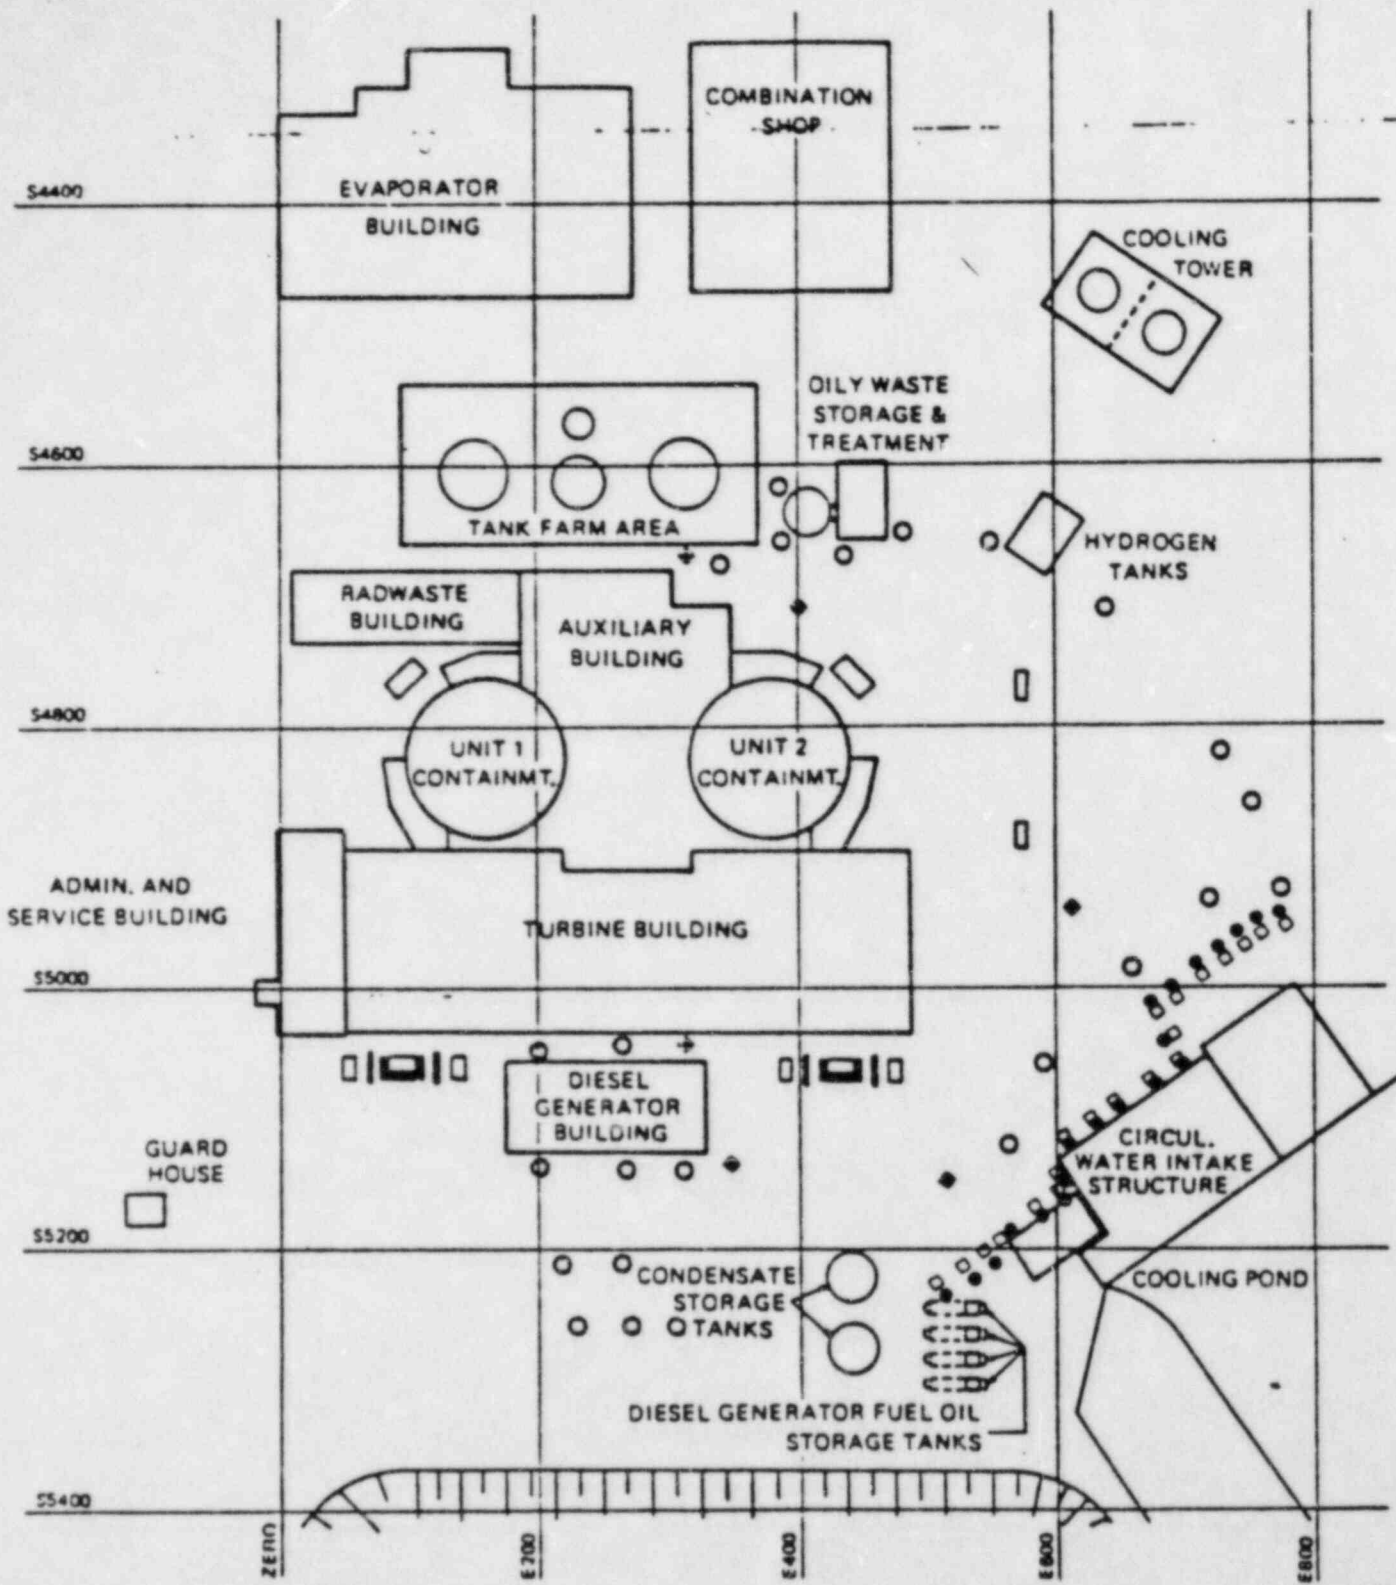 COMBINATION
SHOP
S4400
EVAPORATOR
BUILDING
COOLING
TOWER
OILY WASTE
STORAGE &
TREATMENT
S4600
TANK FARM AREA
HYDROGEN
TANKS
RADWASTE
BUILDING
AUXILIARY
BUILDING
S4800
UNIT 1
CONTAINMT.
UNIT 2
CONTAINMT.
ADMIN. AND
SERVICE BUILDING
TURBINE BUILDING
S5000
DIESEL
GENERATOR
BUILDING
GUARD
HOUSE
CIRCUL.
WATER INTAKE
STRUCTURE
S5200
CONDENSATE
STORAGE
TANKS
COOLING POND
DIESEL GENERATOR FUEL OIL
STORAGE TANKS
S5400
ZERO
E200
E400
E600
E800